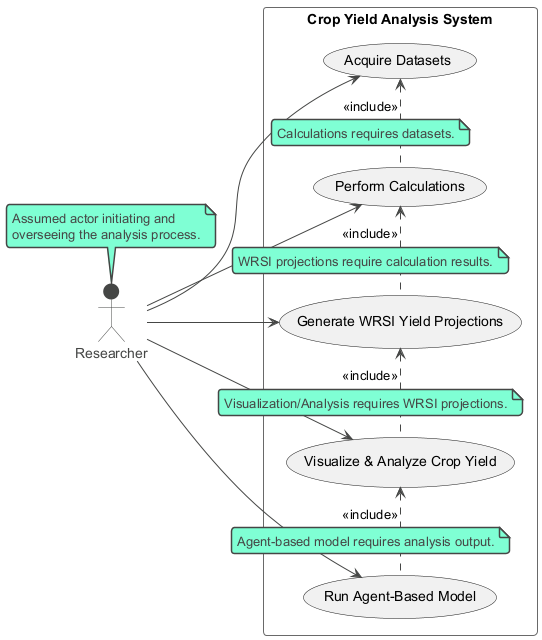 Crop Yield Analysis System
Acquire Datasets
«include»
Calculations requires datasets.
Perform Calculations
Assumed actor initiating and
overseeing the analysis process.
«include»
WRSI projections require calculation results.
Generate WRSI Yield Projections
Researcher
«include»
Visualization/Analysis requires WRSI projections.
Visualize & Analyze Crop Yield
«include»
Agent-based model requires analysis output.
Run Agent-Based Model